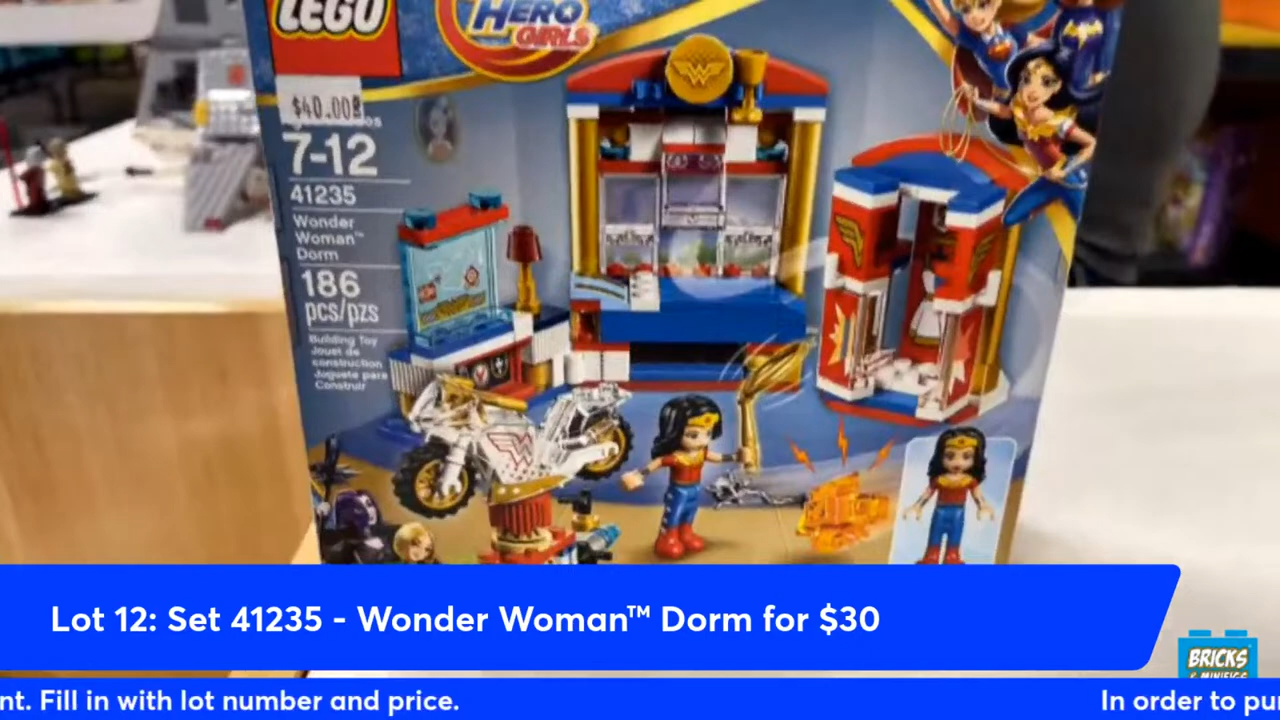 LEGO
HERO
GIRLS
$40.00
7-12
41235
Wonder
Woman™
Dorm
186
pcs/pzs
Building Toy
Jouet de
construction
Juguete para
Construir
Lot 12: Set 41235 - Wonder Woman™ Dorm for $30
BRICKS
& MINIFIGS
nt. Fill in with lot number and price.
In order to pu